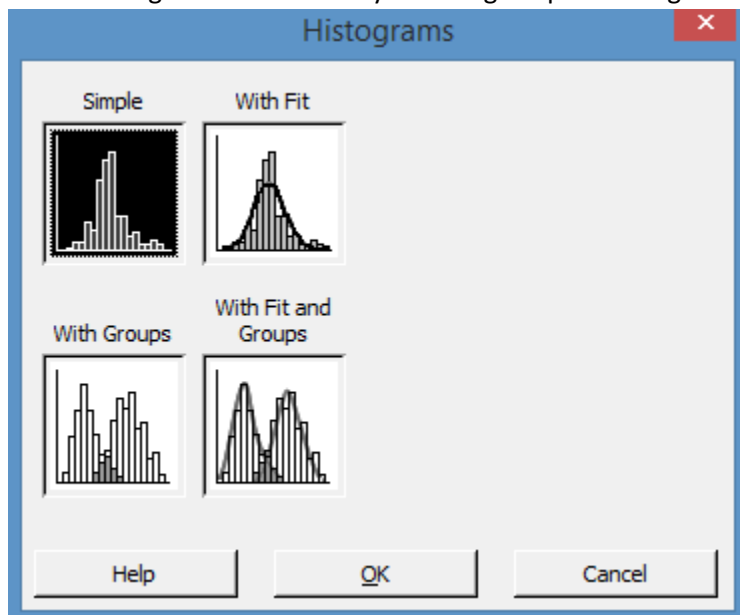 Histograms
Simple
With Fit
With Groups
With Fit and
Groups
Help
OK
Cancel